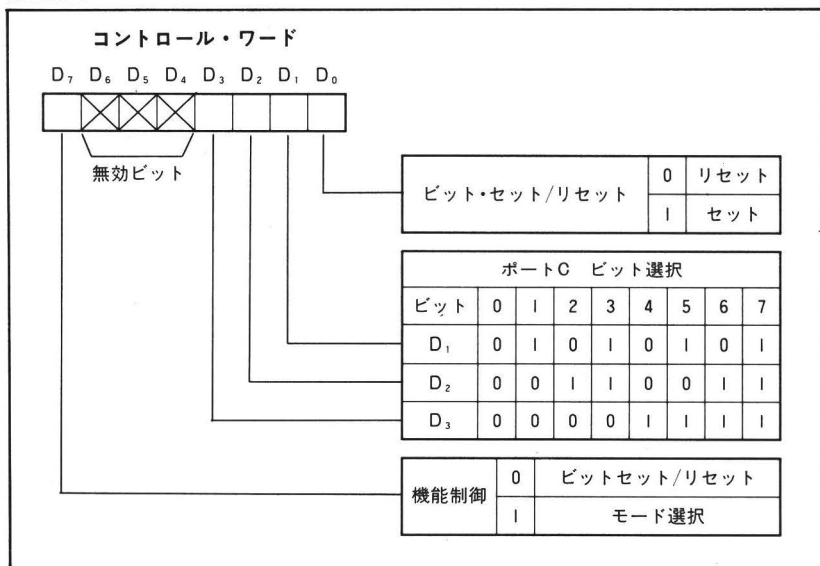 コントロール・ワード
D₇ D₆ D₅ D₄ D₃ D₂ D₁ D₀
無効ビット
ビット・セット/リセット 0 リセット
1 セット
ポートC ビット選択
ビット 0 1 2 3 4 5 6 7
D₁ 0 1 0 1 0 1 0 1
D₂ 0 0 1 1 0 0 1 1
D₃ 0 0 0 0 1 1 1 1
機能制御 0 ビットセット/リセット
1 モード選択